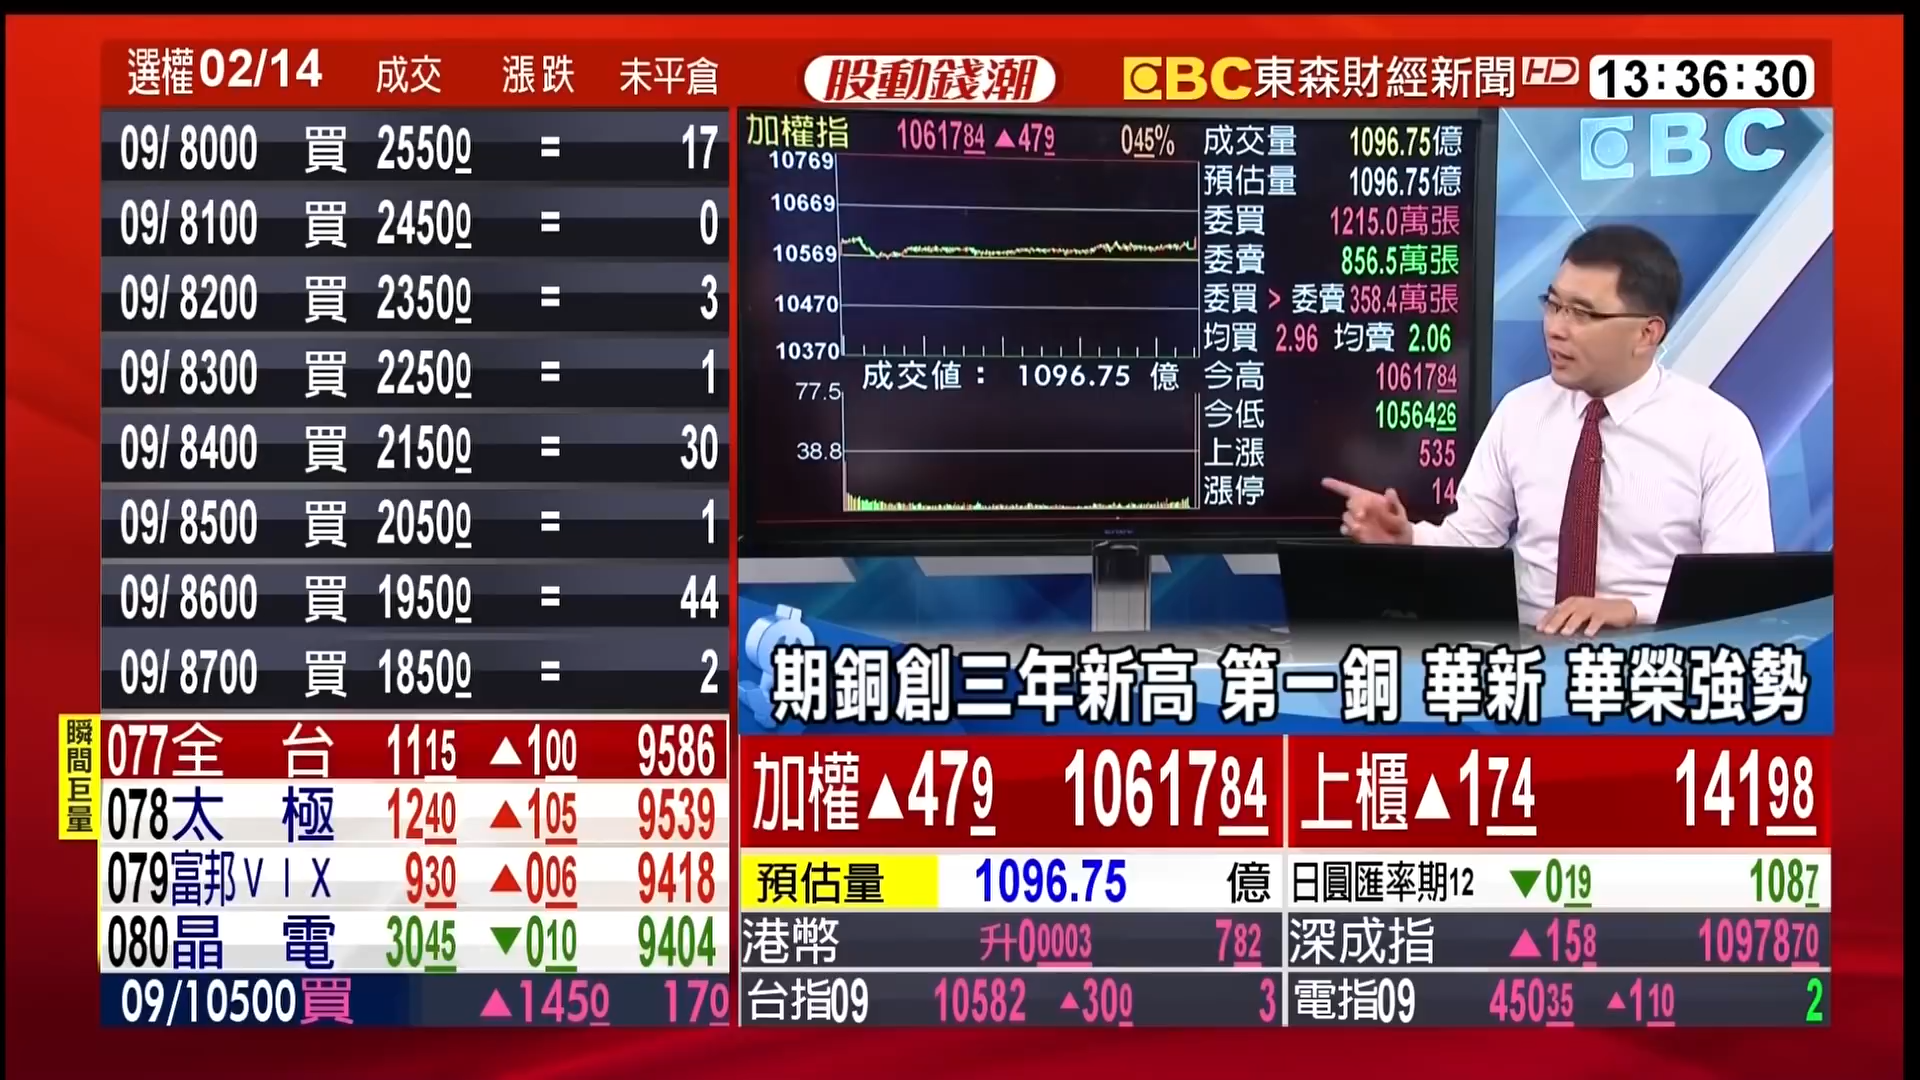 選權02/14 成交 漲跌 未平倉
股動錢潮
EBC東森財經新聞HD 13:36:30
09/ 8000 買 25500 = 17
09/ 8100 買 24500 = 0
09/ 8200 買 23500 = 3
09/ 8300 買 22500 = 1
09/ 8400 買 21500 = 30
09/ 8500 買 20500 = 1
09/ 8600 買 19500 = 44
09/ 8700 買 18500 = 2
瞬間巨量
077全台 1115 ▲100 9586
078太極 1240 ▲105 9539
079富邦VIX 930 ▲006 9418
080晶電 3045 ▼010 9404
09/10500買 ▲1450 170
加權指 1061784 ▲479 045%
10769
10669
10569
10470
10370
成交值： 1096.75 億
77.5
38.8
成交量 1096.75億
預估量 1096.75億
委買 1215.0萬張
委賣 856.5萬張
委買 > 委賣 358.4萬張
均買 2.96 均賣 2.06
今高 1061784
今低 1056426
上漲 535
漲停 14
EBC
期銅創三年新高 第一銅 華新 華榮強勢
加權▲479 1061784
上櫃▲174 14198
預估量 1096.75 億
日圓匯率期12 ▼019 1087
港幣 升00003 782
深成指 ▲158 1097870
台指09 10582 ▲300 3
電指09 45035 ▲110 2